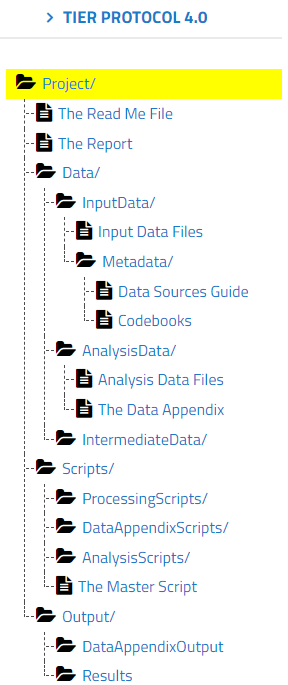 TIER PROTOCOL 4.0
Project/
The Read Me File
The Report
Data/
InputData/
Input Data Files
Metadata/
Data Sources Guide
Codebooks
AnalysisData/
Analysis Data Files
The Data Appendix
IntermediateData/
Scripts/
ProcessingScripts/
DataAppendixScripts/
AnalysisScripts/
The Master Script
Output/
DataAppendixOutput
Results